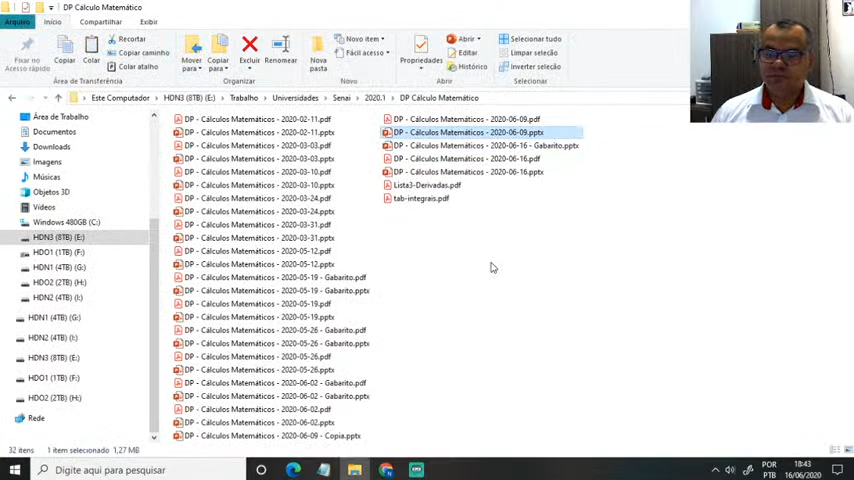 DP Cálculo Matemático
Arquivo
Início
Compartilhar
Exibir
Fixar no Acesso rápido
Copiar
Colar
Recortar
Copiar caminho
Colar atalho
Área de Transferência
Mover para
Copiar para
Excluir
Renomear
Organizar
Nova pasta
Novo item
Fácil acesso
Novo
Propriedades
Abrir
Editar
Histórico
Abrir
Selecionar tudo
Limpar seleção
Inverter seleção
Selecionar
Este Computador > HDN3 (8TB) (E:) > Trabalho > Universidades > Senai > 2020.1 > DP Cálculo Matemático
Área de Trabalho
Documentos
Downloads
Imagens
Músicas
Objetos 3D
Vídeos
Windows 480GB (C:)
HDN3 (8TB) (E:)
HDO1 (1TB) (F:)
HDN1 (4TB) (G:)
HDO2 (2TB) (H:)
HDN2 (4TB) (I:)
HDN1 (4TB) (G:)
HDN2 (4TB) (I:)
HDN3 (8TB) (E:)
HDO1 (1TB) (F:)
HDO2 (2TB) (H:)
Rede
DP - Cálculos Matemáticos - 2020-02-11.pdf
DP - Cálculos Matemáticos - 2020-02-11.pptx
DP - Cálculos Matemáticos - 2020-03-03.pdf
DP - Cálculos Matemáticos - 2020-03-03.pptx
DP - Cálculos Matemáticos - 2020-03-10.pdf
DP - Cálculos Matemáticos - 2020-03-10.pptx
DP - Cálculos Matemáticos - 2020-03-24.pdf
DP - Cálculos Matemáticos - 2020-03-24.pptx
DP - Cálculos Matemáticos - 2020-03-31.pdf
DP - Cálculos Matemáticos - 2020-03-31.pptx
DP - Cálculos Matemáticos - 2020-05-12.pdf
DP - Cálculos Matemáticos - 2020-05-12.pptx
DP - Cálculos Matemáticos - 2020-05-19 - Gabarito.pdf
DP - Cálculos Matemáticos - 2020-05-19 - Gabarito.pptx
DP - Cálculos Matemáticos - 2020-05-19.pdf
DP - Cálculos Matemáticos - 2020-05-19.pptx
DP - Cálculos Matemáticos - 2020-05-26 - Gabarito.pdf
DP - Cálculos Matemáticos - 2020-05-26 - Gabarito.pptx
DP - Cálculos Matemáticos - 2020-05-26.pdf
DP - Cálculos Matemáticos - 2020-05-26.pptx
DP - Cálculos Matemáticos - 2020-06-02 - Gabarito.pdf
DP - Cálculos Matemáticos - 2020-06-02 - Gabarito.pptx
DP - Cálculos Matemáticos - 2020-06-02.pdf
DP - Cálculos Matemáticos - 2020-06-02.pptx
DP - Cálculos Matemáticos - 2020-06-09 - Copia.pptx
DP - Cálculos Matemáticos - 2020-06-09.pdf
DP - Cálculos Matemáticos - 2020-06-09.pptx
DP - Cálculos Matemáticos - 2020-06-16 - Gabarito.pptx
DP - Cálculos Matemáticos - 2020-06-16.pdf
DP - Cálculos Matemáticos - 2020-06-16.pptx
Lista3-Derivadas.pdf
tab-integrais.pdf
32 itens
1 item selecionado 1,27 MB
Digite aqui para pesquisar
POR
PTB
18:43
16/06/2020